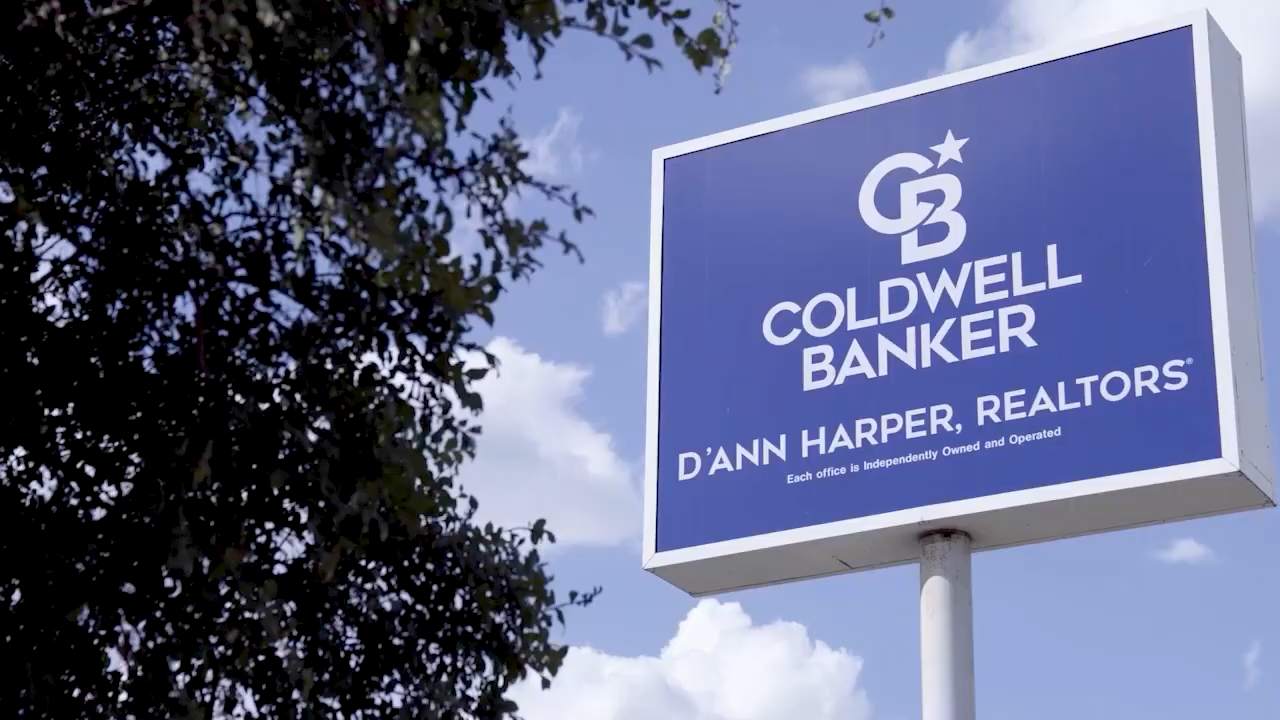 CB
COLDWELL
BANKER
D'ANN HARPER, REALTORS®
Each office is Independently Owned and Operated